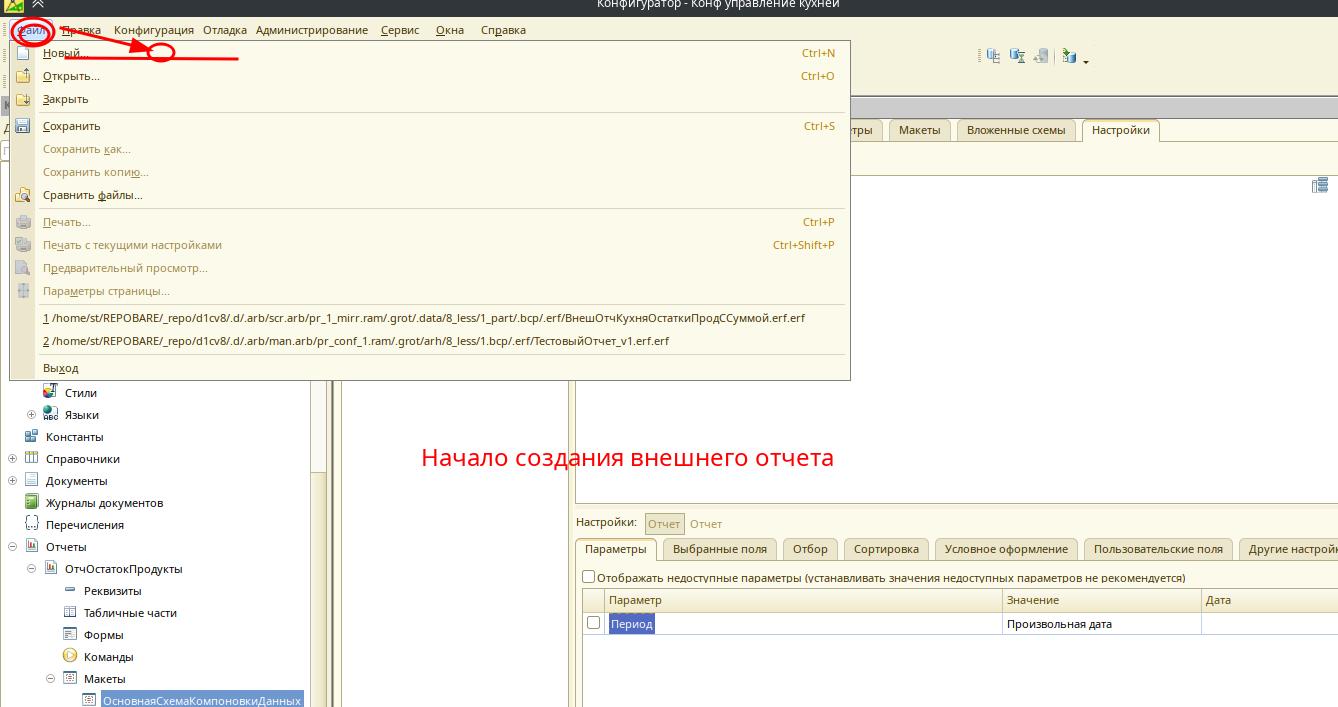 Конфигуратор - Конф управление кухней
Файл Правка Конфигурация Отладка Администрирование Сервис Окна Справка
Новый... Ctrl+N
Открыть... Ctrl+O
Закрыть
Сохранить Ctrl+S
Сохранить как...
Сохранить копию...
Сравнить файлы...
Печать... Ctrl+P
Печать с текущими настройками Ctrl+Shift+P
Предварительный просмотр...
Параметры страницы...
1 /home/st/REPOBARE/_repo/d1cv8/.d/.arb/scr.arb/pr_1_mirr.ram/.grot/.data/8_less/1_part/.bcp/.erf/ВнешОтчКухняОстаткиПродССуммой.erf.erf
2 /home/st/REPOBARE/_repo/d1cv8/.d/.arb/man.arb/pr_conf_1.ram/.grot/arh/8_less/1.bcp/.erf/ТестовыйОтчет_v1.erf.erf
Выход
етры Макеты Вложенные схемы Настройки
Стили
Языки
Константы
Справочники
Документы
Журналы документов
Перечисления
Отчеты
ОтчОстатокПродукты
Реквизиты
Табличные части
Формы
Команды
Макеты
ОсновнаяСхемаКомпоновкиДанных
Начало создания внешнего отчета
Настройки: Отчет Отчет
Параметры Выбранные поля Отбор Сортировка Условное оформление Пользовательские поля Другие настройк
Отображать недоступные параметры (устанавливать значения недоступных параметров не рекомендуется)
Параметр Значение Дата
Период Произвольная дата